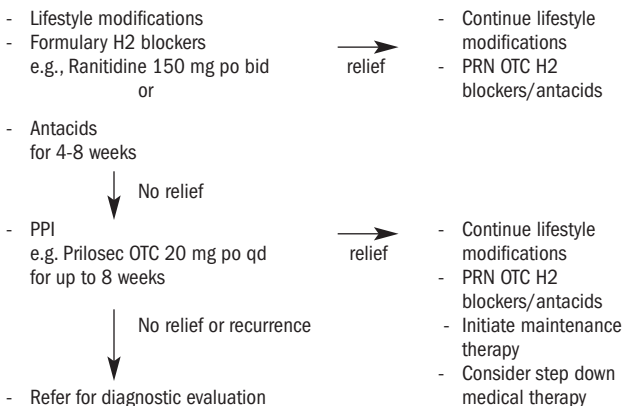 - Lifestyle modifications
- Formulary H2 blockers
e.g., Ranitidine 150 mg po bid
or
- Antacids
for 4-8 weeks
relief
- Continue lifestyle
modifications
- PRN OTC H2
blockers/antacids
No relief
- PPI
e.g. Prilosec OTC 20 mg po qd
for up to 8 weeks
relief
- Continue lifestyle
modifications
- PRN OTC H2
blockers/antacids
- Initiate maintenance
therapy
- Consider step down
medical therapy
No relief or recurrence
- Refer for diagnostic evaluation